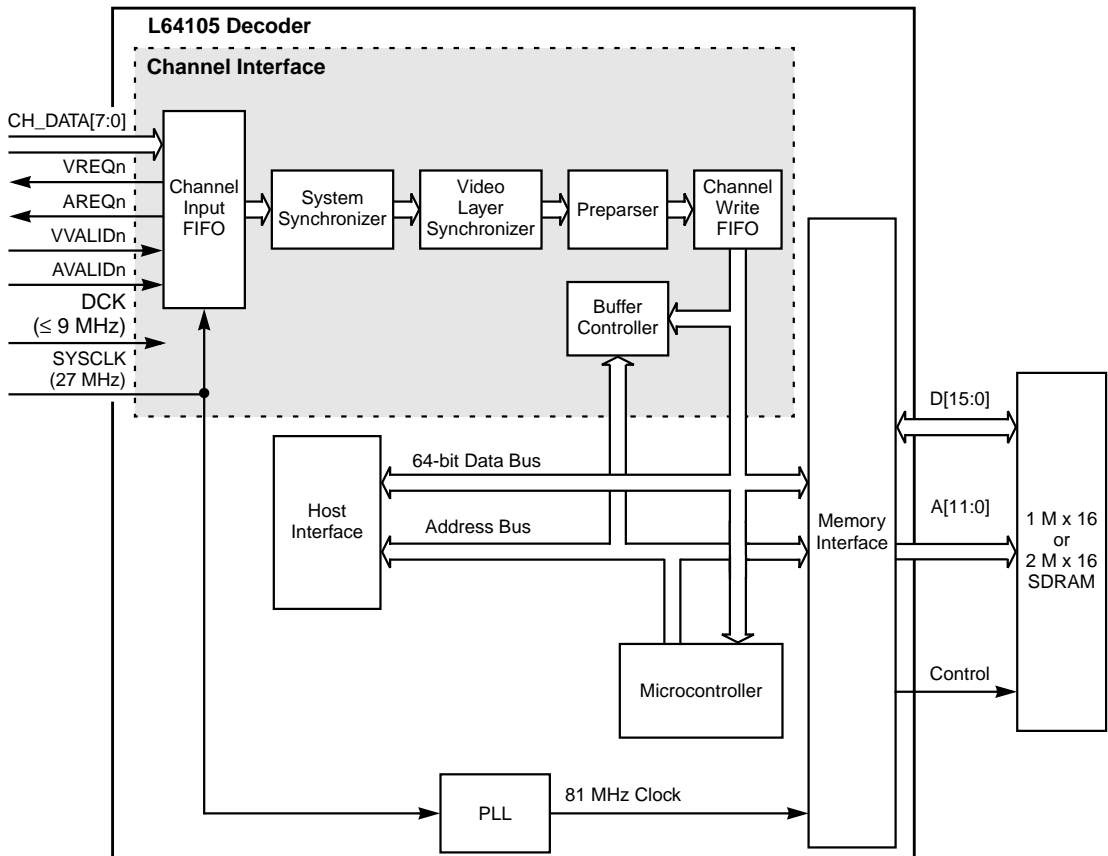 L64105 Decoder
Channel Interface
CH_DATA[7:0]
VREQn
AREQn
VVALIDn
AVALIDn
DCK
(≤ 9 MHz)
SYSCLK
(27 MHz)
Channel
Input
FIFO
System
Synchronizer
Video
Layer
Synchronizer
Preparser
Channel
Write
FIFO
Buffer
Controller
Host
Interface
64-bit Data Bus
Address Bus
Microcontroller
PLL
81 MHz Clock
Memory
Interface
D[15:0]
A[11:0]
Control
1 M x 16
or
2 M x 16
SDRAM